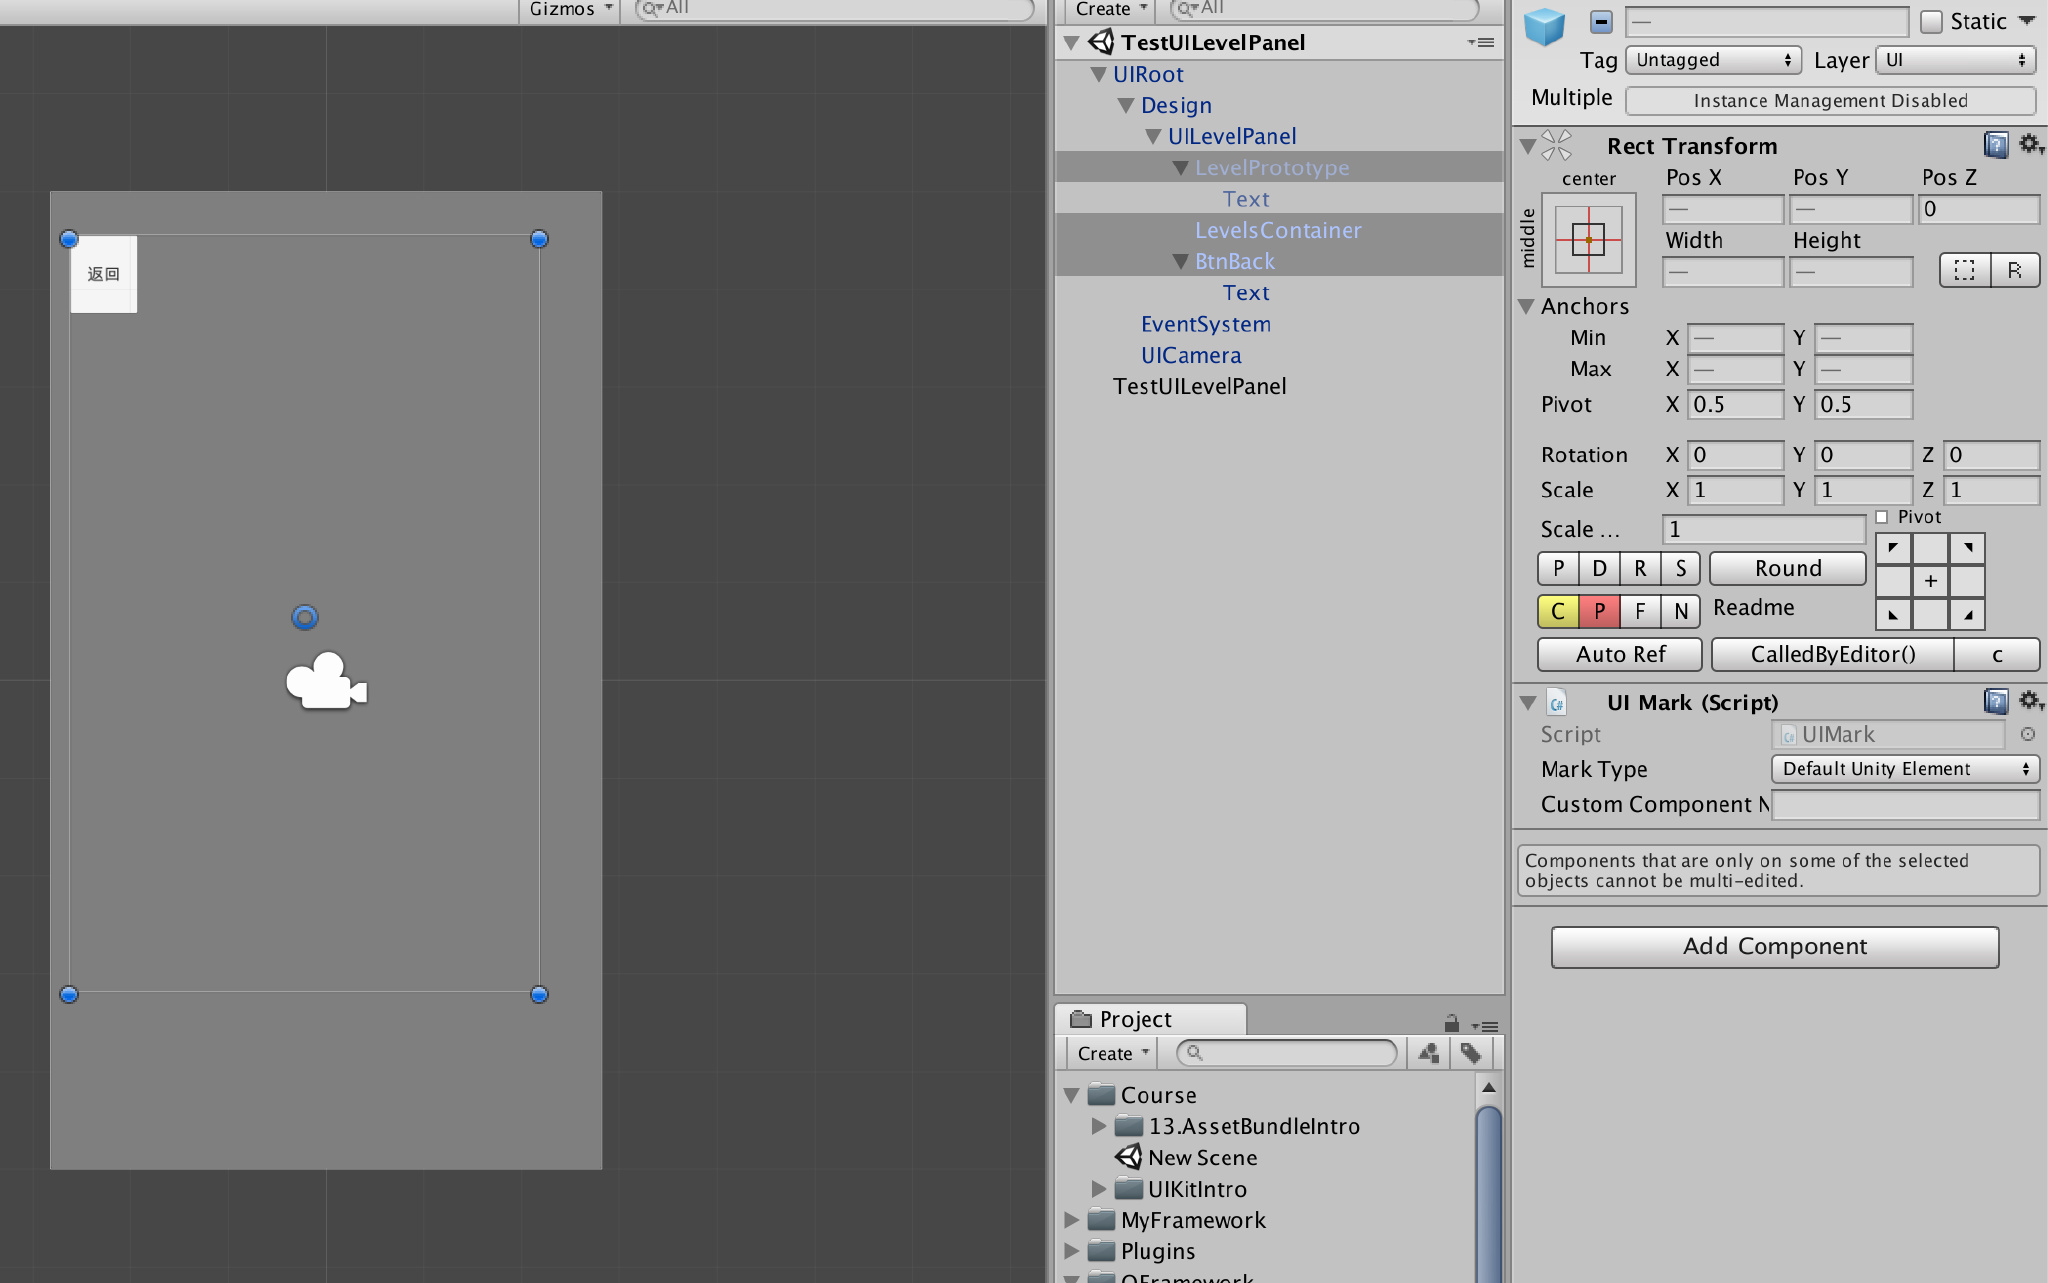 Gizmos
All
返回
Create
All
TestUILevelPanel
UIRoot
Design
UILevelPanel
LevelPrototype
Text
LevelsContainer
BtnBack
Text
EventSystem
UICamera
TestUILevelPanel
Project
Create
Course
13.AssetBundleIntro
New Scene
UIKitIntro
MyFramework
Plugins
QFramework
—
Static
Tag Untagged Layer UI
Multiple Instance Management Disabled
Rect Transform
center
middle
Pos X Pos Y Pos Z
— — 0
Width Height
— —
R
Anchors
Min X — Y —
Max X — Y —
Pivot X 0.5 Y 0.5
Rotation X 0 Y 0 Z 0
Scale X 1 Y 1 Z 1
Scale ... 1
Pivot
P D R S Round
+
C P F N Readme
Auto Ref CalledByEditor() c
UI Mark (Script)
Script UIMark
Mark Type Default Unity Element
Custom Component N
Components that are only on some of the selected
objects cannot be multi-edited.
Add Component